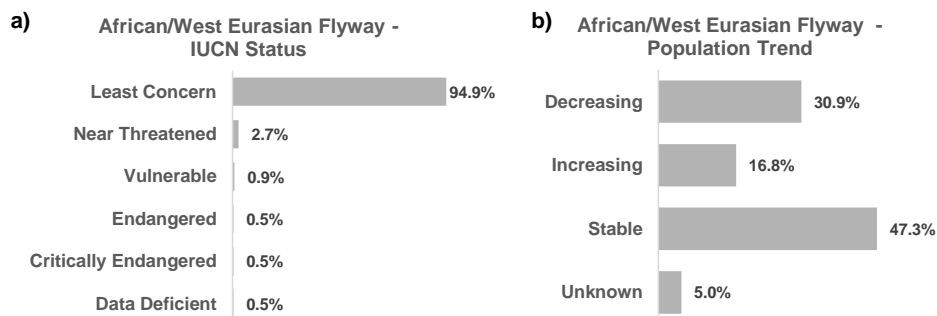 a)
African/West Eurasian Flyway -
IUCN Status
Least Concern 94.9%
Near Threatened 2.7%
Vulnerable 0.9%
Endangered 0.5%
Critically Endangered 0.5%
Data Deficient 0.5%
b)
African/West Eurasian Flyway -
Population Trend
Decreasing 30.9%
Increasing 16.8%
Stable 47.3%
Unknown 5.0%